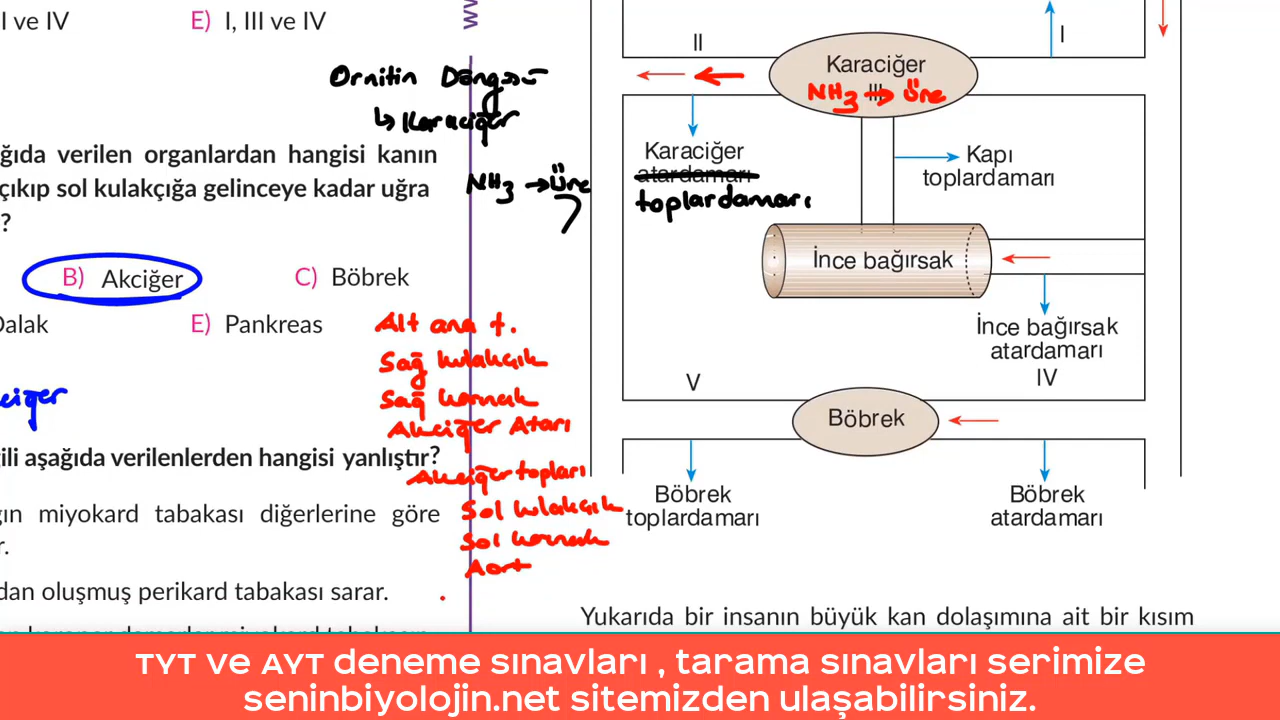 I ve IV
E) I, III ve IV
Ornitin Döngüsü
↳ Karaciğer
ğıda verilen organlardan hangisi kanın
çıkıp sol kulakçığa gelinceye kadar uğra
?
B) Akciğer
C) Böbrek
Dalak
E) Pankreas
NH3 → Üre
Alt ana t.
Sağ kulakçık
Sağ karıncık
Akciğer Atarı
Akciğer topları
Sol kulakçık
Sol karıncık
Aort
ciğer
ili aşağıda verilenlerden hangisi yanlıştır?
ın miyokard tabakası diğerlerine göre
r.
dan oluşmuş perikard tabakası sarar.
I
II
Karaciğer
III
NH3 → Üre
Karaciğer
atardamarı
toplardamarı
Kapı
toplardamarı
İnce bağırsak
İnce bağırsak
atardamarı
IV
V
Böbrek
Böbrek
toplardamarı
Böbrek
atardamarı
Yukarıda bir insanın büyük kan dolaşımına ait bir kısım
TYT ve AYT deneme sınavları , tarama sınavları serimize
seninbiyolojin.net sitemizden ulaşabilirsiniz.